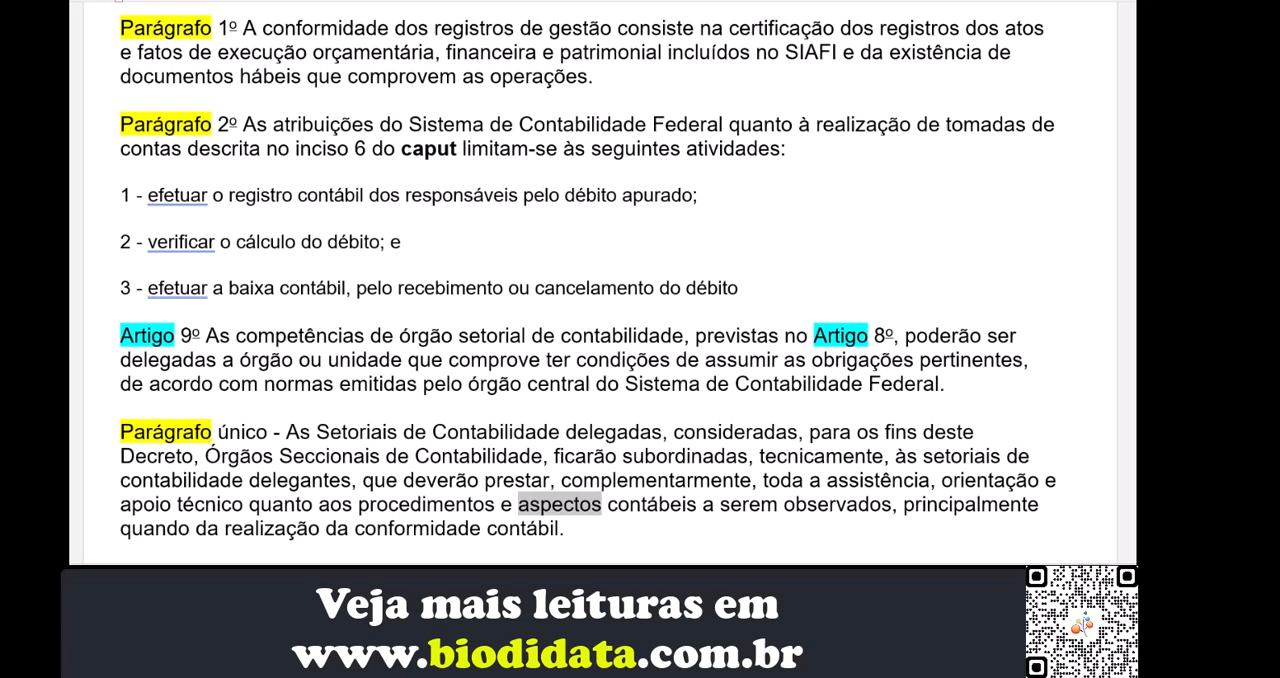 Parágrafo 1º A conformidade dos registros de gestão consiste na certificação dos registros dos atos
e fatos de execução orçamentária, financeira e patrimonial incluídos no SIAFI e da existência de
documentos hábeis que comprovem as operações.
Parágrafo 2º As atribuições do Sistema de Contabilidade Federal quanto à realização de tomadas de
contas descrita no inciso 6 do caput limitam-se às seguintes atividades:
1 - efetuar o registro contábil dos responsáveis pelo débito apurado;
2 - verificar o cálculo do débito; e
3 - efetuar a baixa contábil, pelo recebimento ou cancelamento do débito
Artigo 9º As competências de órgão setorial de contabilidade, previstas no Artigo 8º, poderão ser
delegadas a órgão ou unidade que comprove ter condições de assumir as obrigações pertinentes,
de acordo com normas emitidas pelo órgão central do Sistema de Contabilidade Federal.
Parágrafo único - As Setoriais de Contabilidade delegadas, consideradas, para os fins deste
Decreto, Órgãos Seccionais de Contabilidade, ficarão subordinadas, tecnicamente, às setoriais de
contabilidade delegantes, que deverão prestar, complementarmente, toda a assistência, orientação e
apoio técnico quanto aos procedimentos e aspectos contábeis a serem observados, principalmente
quando da realização da conformidade contábil.
Veja mais leituras em
www.biodidata.com.br